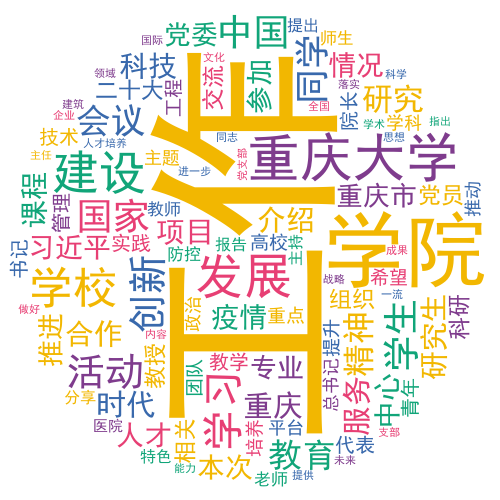 国际
党委
中国
提出
师生
科技
交流
文化
参加
同学
情况
领域
二十大
工程
落实
科学
建筑
企业
会议
全国
院长
研究
技术
人才培养
同志
学术
学科
思想
指出
主任
建设
主题
进一步
党支部
重庆大学
课程
管理
国家
教师
工作
重庆市
党员
推动
习近平
实践
项目
介绍
学院
书记
防控
报告
高校
主持
成果
学校
创新
发展
战略
希望
做好
推进
合作
内容
政治
疫情
重点
组织
一流
精神
学生
研究生
科研
活动
教授
团队
教学
专业
总书记
提升
服务
中心
青年
分享
时代
学习
重庆
医院
人才
相关
培养
平台
代表
支部
特色
能力
本次
老师
教育
提供
未来